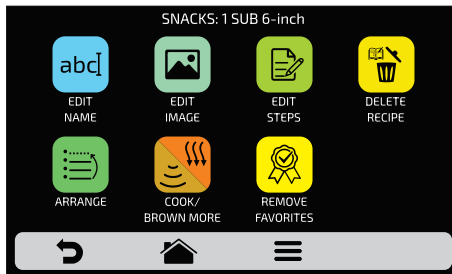 SNACKS: 1 SUB 6-inch
abc
EDIT
NAME
EDIT
IMAGE
EDIT
STEPS
DELETE
RECIPE
ARRANGE
COOK/
BROWN MORE
REMOVE
FAVORITES